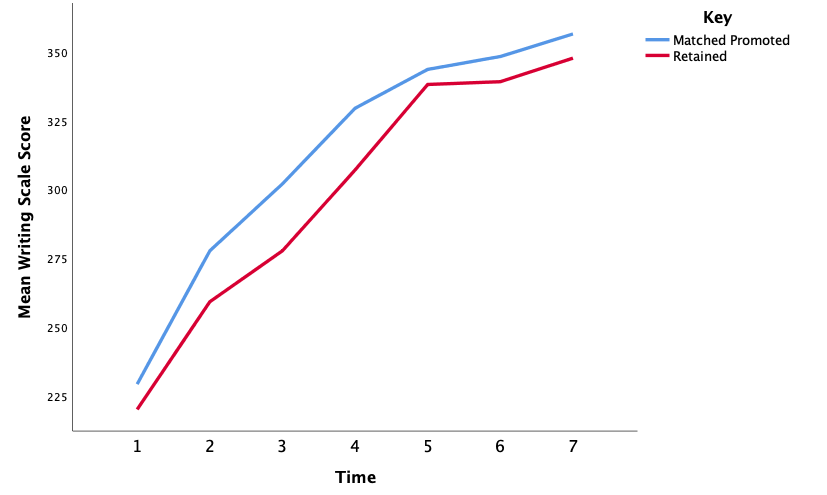 Key
Matched Promoted
Retained
350
325
300
275
250
225
Mean Writing Scale Score
1 2 3 4 5 6 7
Time